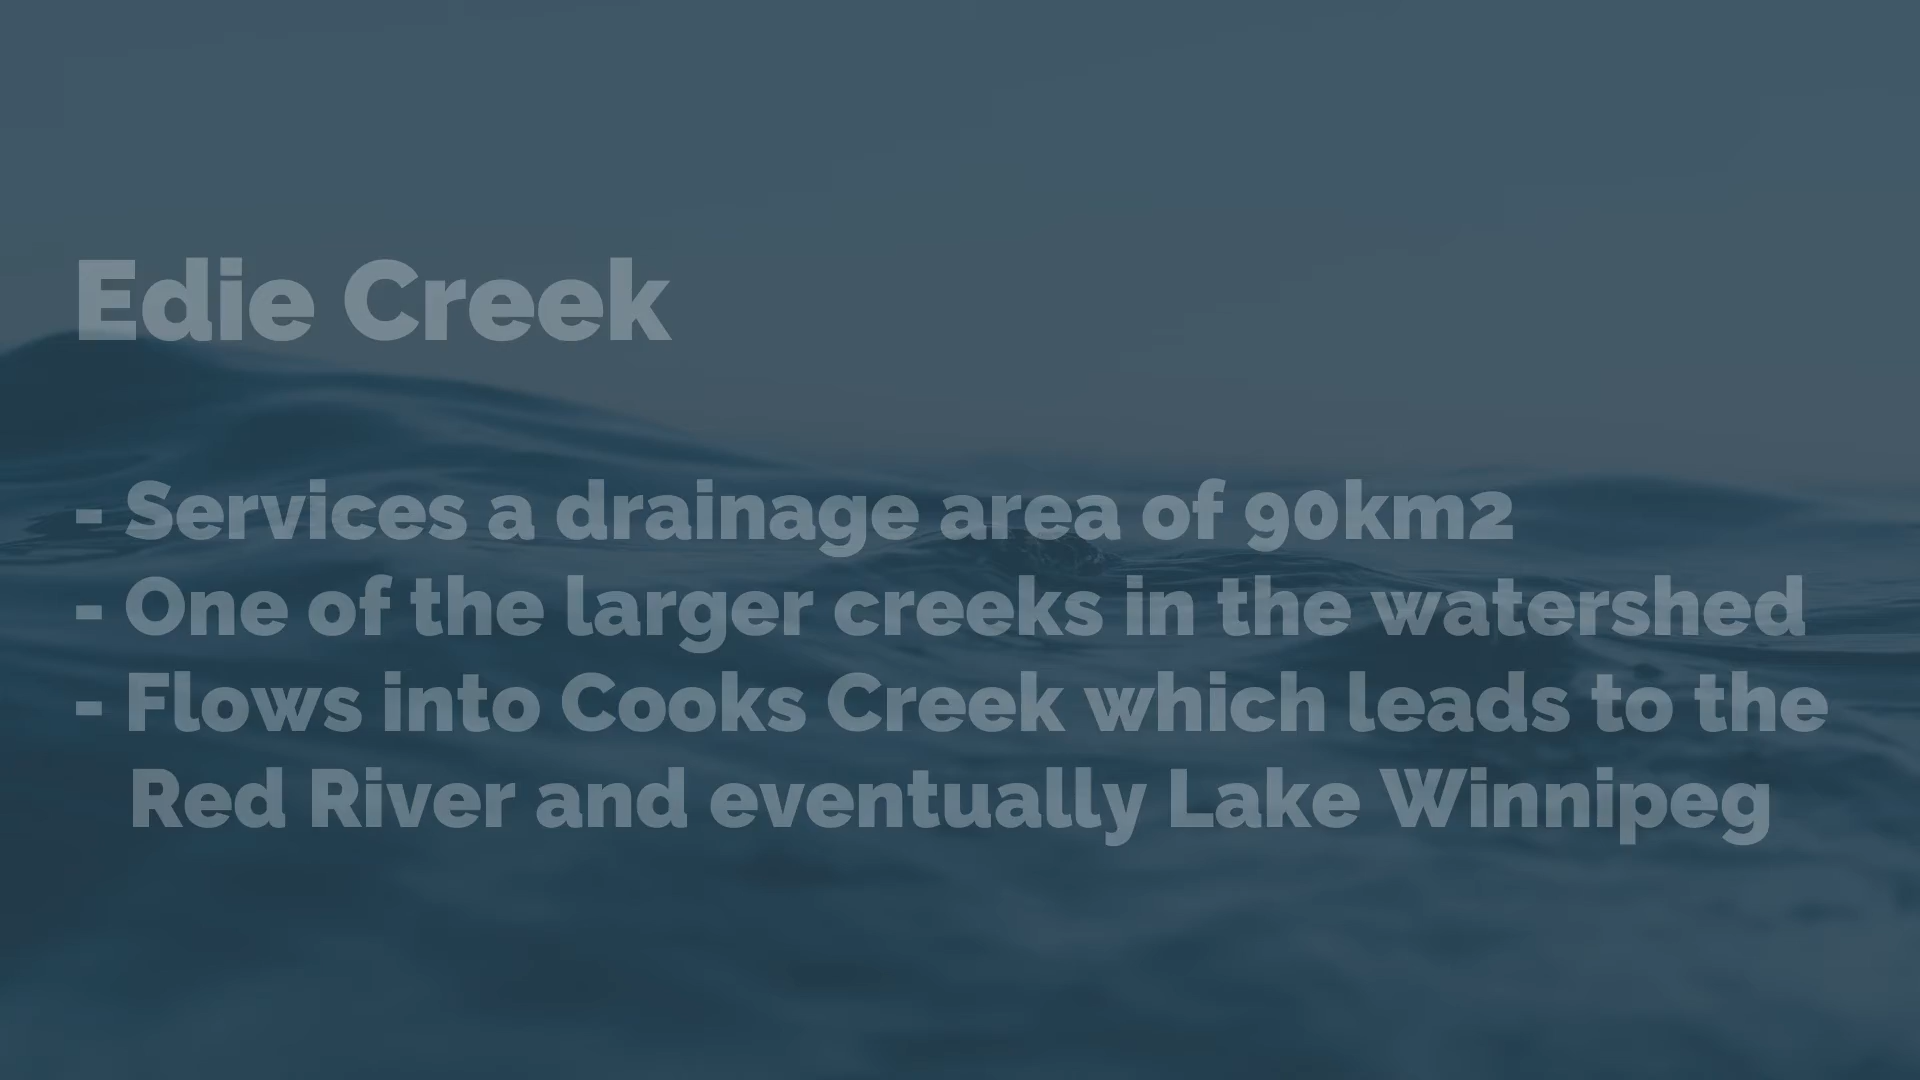 Edie Creek
- Services a drainage area of 90km2
- One of the larger creeks in the watershed
- Flows into Cooks Creek which leads to the
Red River and eventually Lake Winnipeg